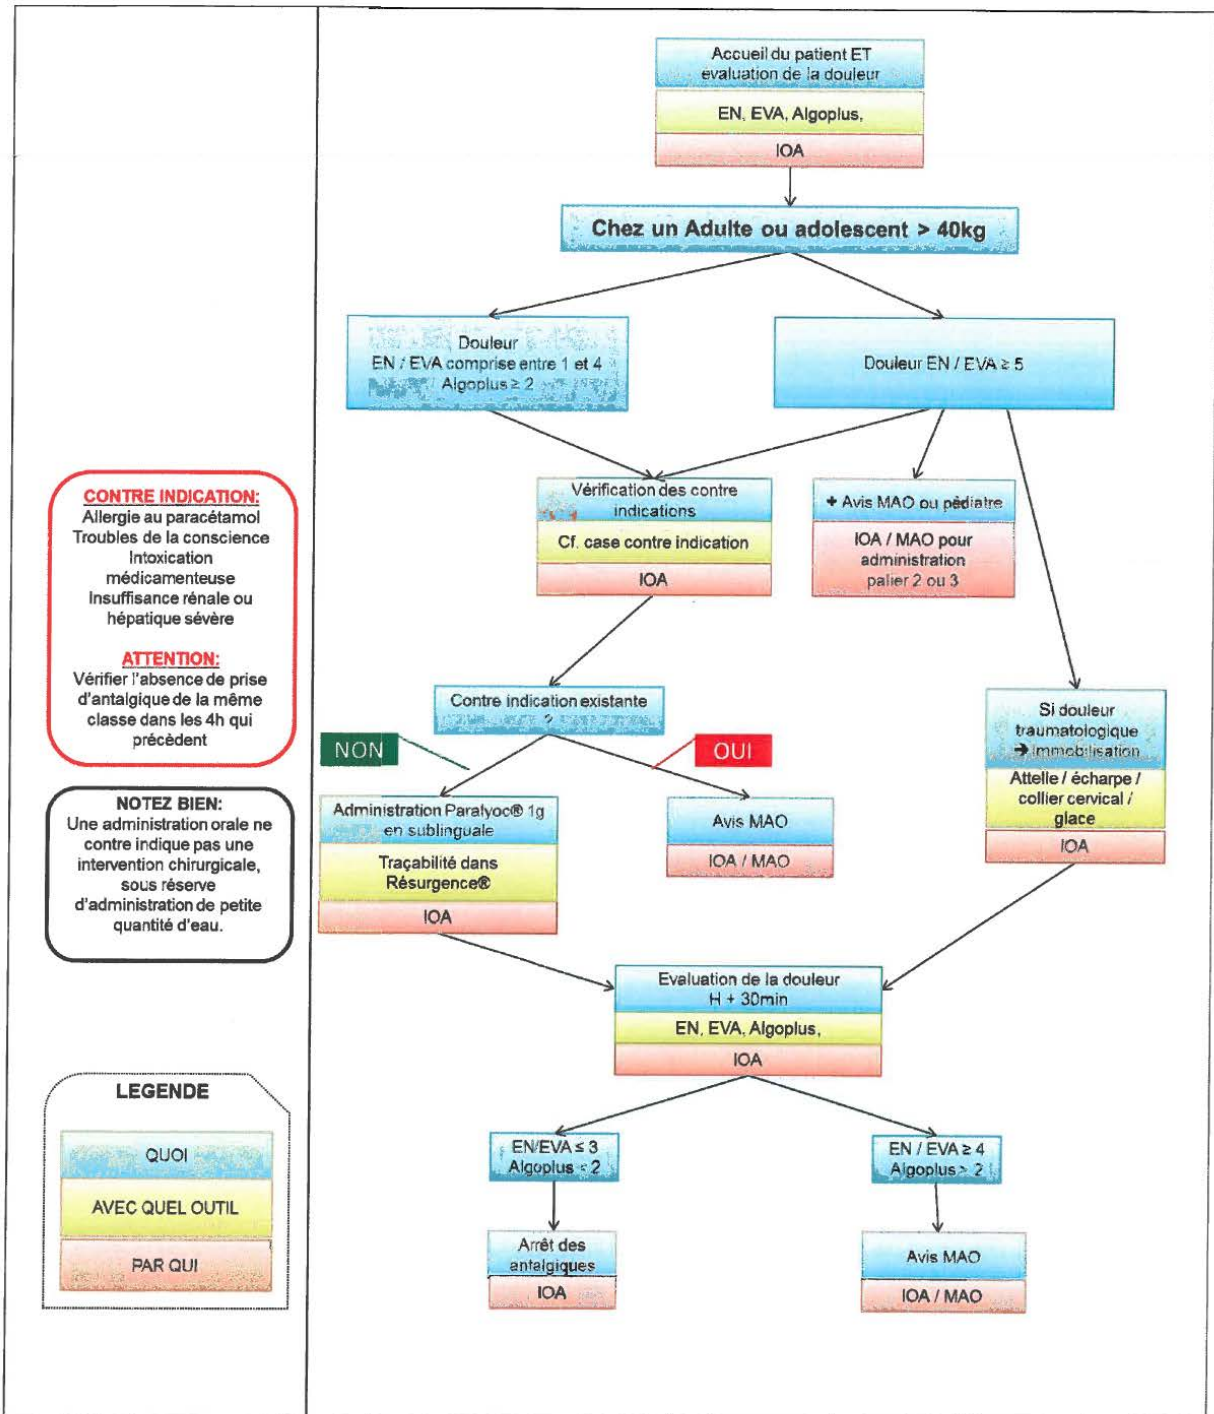 Accueil du patient ET
evaluation de la douleur
EN, EVA, Algoplus,
IOA
Chez un Adulte ou adolescent > 40kg
Douleur
EN / EVA comprise entre 1 et 4
Algoplus ≥ 2
Douleur EN / EVA ≥ 5
CONTRE INDICATION:
Allergie au paracétamol
Troubles de la conscience
Intoxication
médicamenteuse
Insuffisance rénale ou
hépatique sévère
ATTENTION:
Vérifier l'absence de prise
d'antalgique de la même
classe dans les 4h qui
précèdent
Vérification des contre
indications
Cf. case contre indication
IOA
+ Avis MAO ou pédiatre
IOA / MAO pour
administration
palier 2 ou 3
Contre indication existante
?
NON
OUI
Si douleur
traumatologique
➔ immobilisation
Attelle / écharpe /
collier cervical /
glace
IOA
NOTEZ BIEN:
Une administration orale ne
contre indique pas une
intervention chirurgicale,
sous réserve
d'administration de petite
quantité d'eau.
Administration Paralyoc® 1g
en sublinguale
Traçabilité dans
Résurgence®
IOA
Avis MAO
IOA / MAO
Evaluation de la douleur
H + 30min
EN, EVA, Algoplus,
IOA
LEGENDE
QUOI
AVEC QUEL OUTIL
PAR QUI
EN/EVA ≤ 3
Algoplus < 2
EN / EVA ≥ 4
Algoplus > 2
Arrêt des
antalgiques
IOA
Avis MAO
IOA / MAO